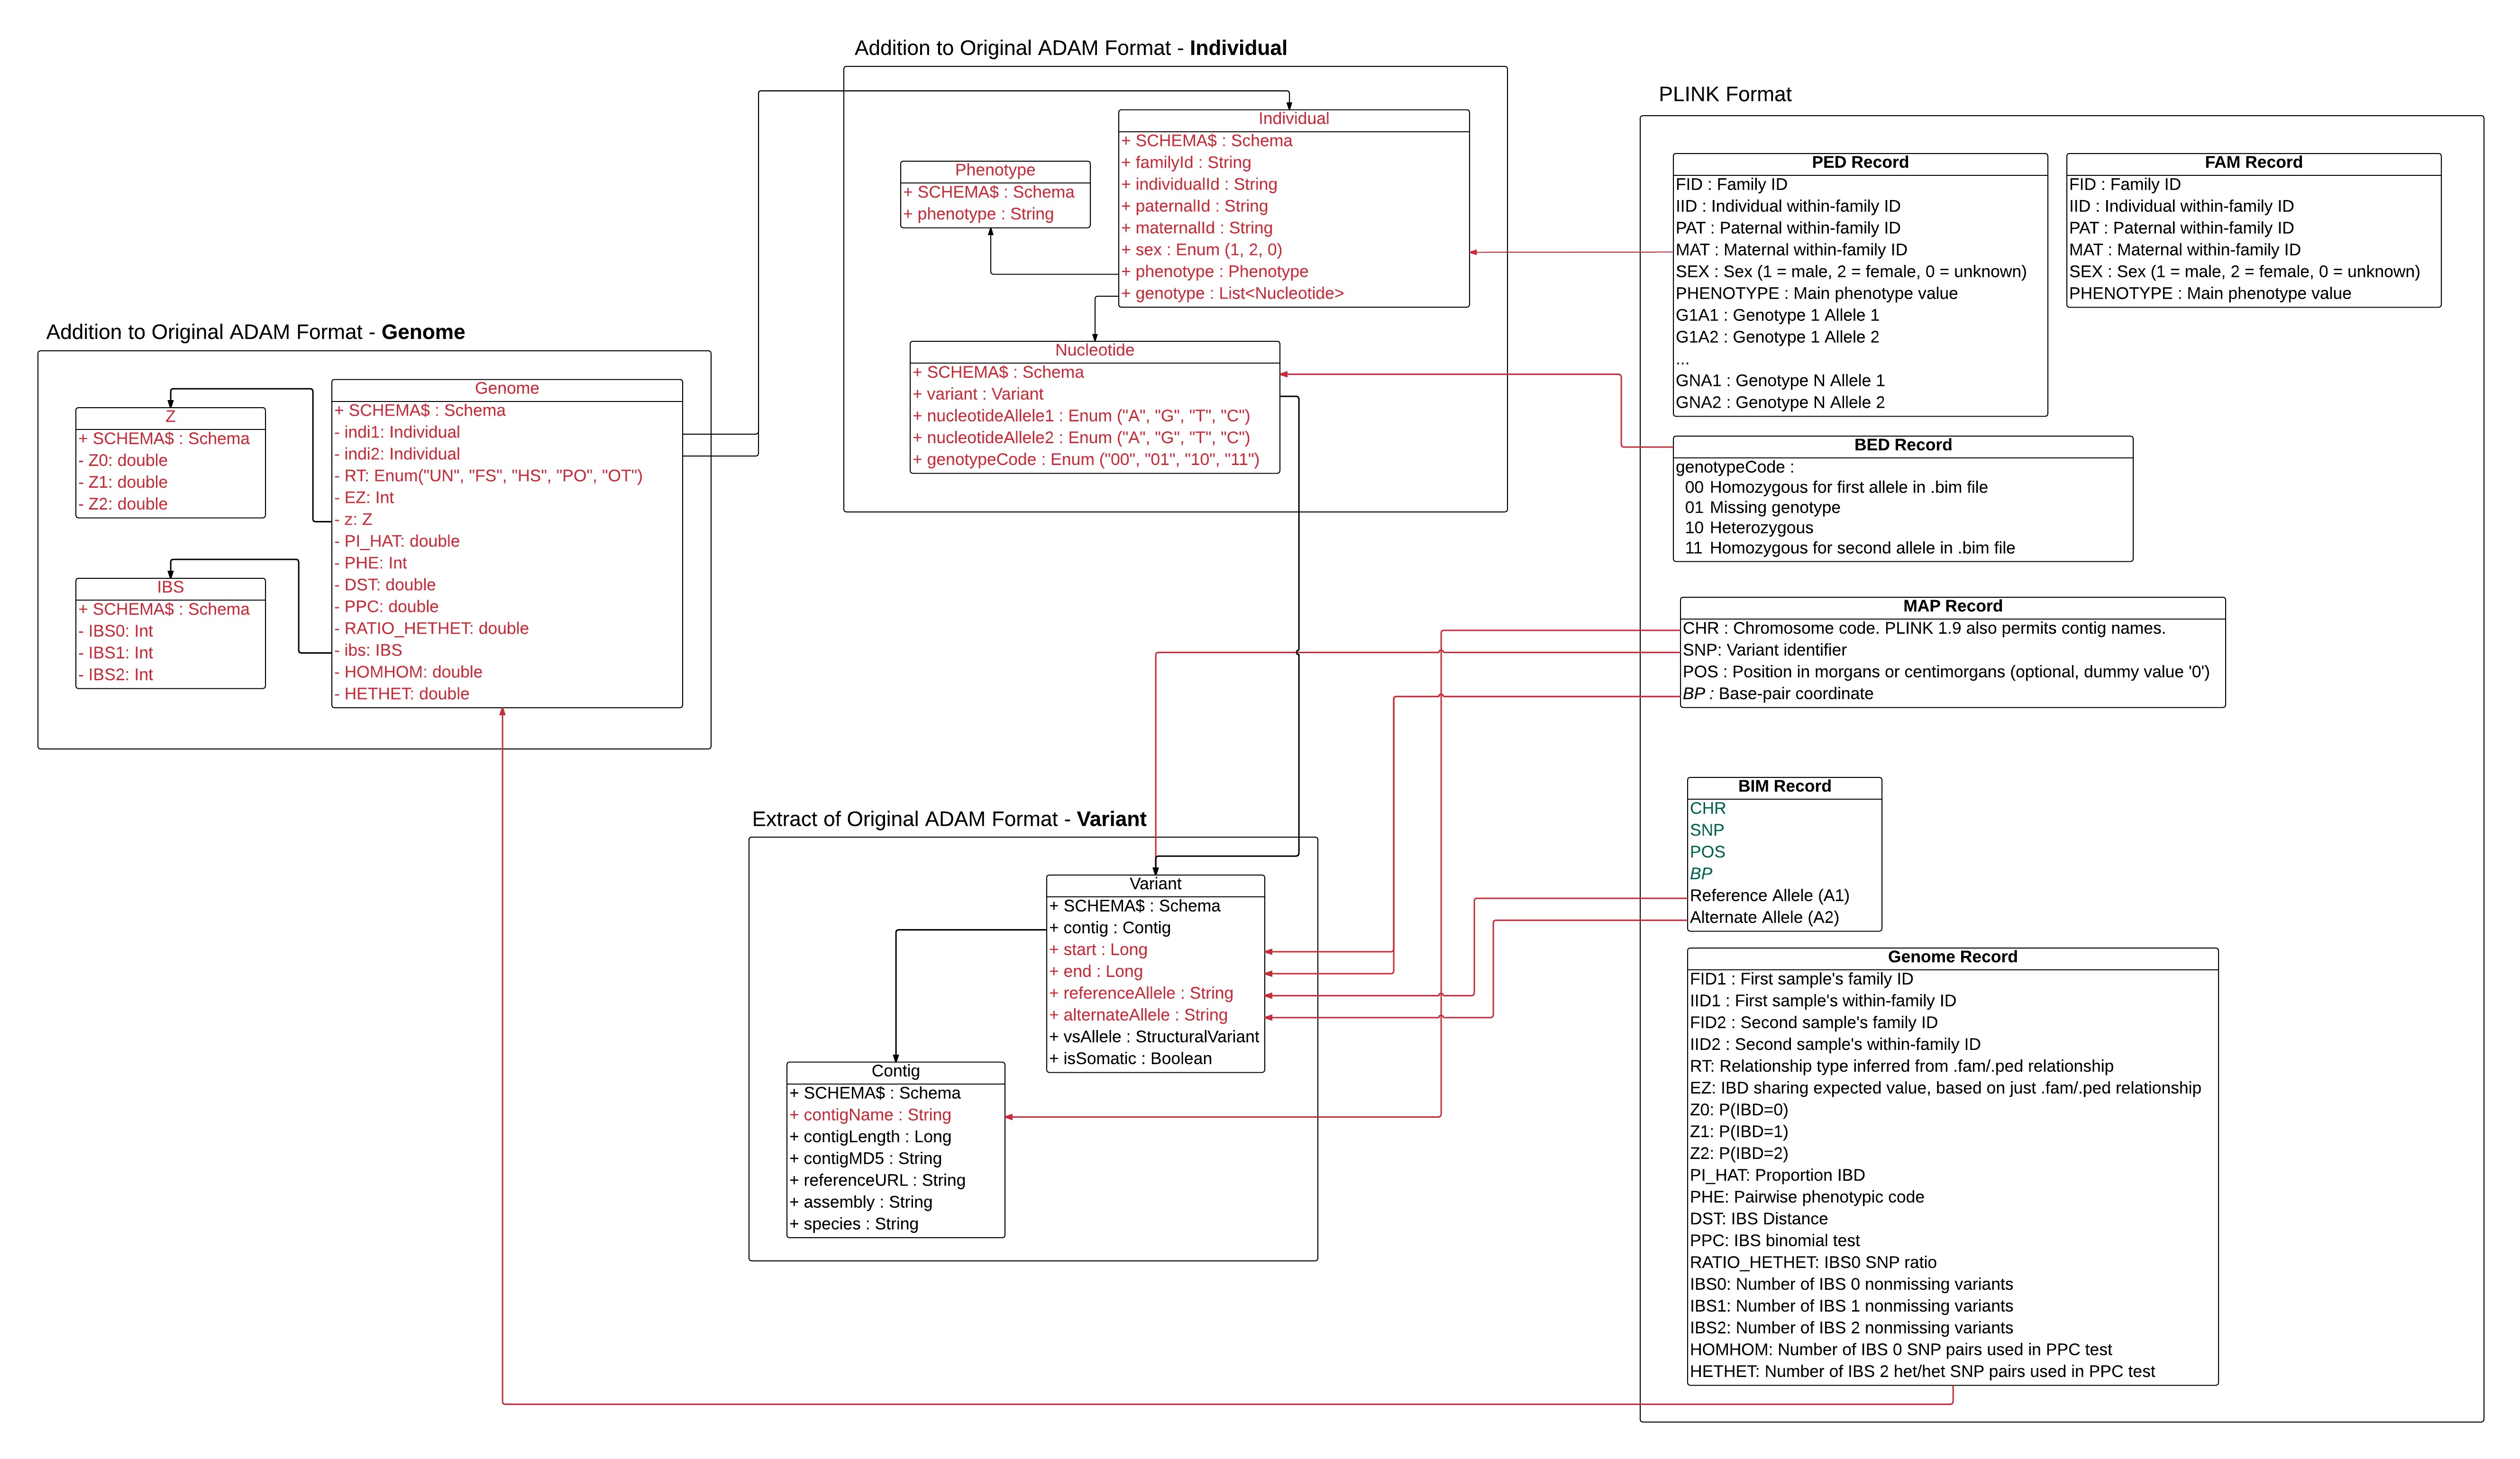 Addition to Original ADAM Format - Individual
Individual
+ SCHEMA$ : Schema
+ familyId : String
+ individualId : String
+ paternalId : String
+ maternalId : String
+ sex : Enum (1, 2, 0)
+ phenotype : Phenotype
+ genotype : List<Nucleotide>
Phenotype
+ SCHEMA$ : Schema
+ phenotype : String
Nucleotide
+ SCHEMA$ : Schema
+ variant : Variant
+ nucleotideAllele1 : Enum ("A", "G", "T", "C")
+ nucleotideAllele2 : Enum ("A", "G", "T", "C")
+ genotypeCode : Enum ("00", "01", "10", "11")
Addition to Original ADAM Format - Genome
Z
+ SCHEMA$ : Schema
- Z0: double
- Z1: double
- Z2: double
IBS
+ SCHEMA$ : Schema
- IBS0: Int
- IBS1: Int
- IBS2: Int
Genome
+ SCHEMA$ : Schema
- indi1: Individual
- indi2: Individual
- RT: Enum("UN", "FS", "HS", "PO", "OT")
- EZ: Int
- z: Z
- PI_HAT: double
- PHE: Int
- DST: double
- PPC: double
- RATIO_HETHET: double
- ibs: IBS
- HOMHOM: double
- HETHET: double
Extract of Original ADAM Format - Variant
Variant
+ SCHEMA$ : Schema
+ contig : Contig
+ start : Long
+ end : Long
+ referenceAllele : String
+ alternateAllele : String
+ vsAllele : StructuralVariant
+ isSomatic : Boolean
Contig
+ SCHEMA$ : Schema
+ contigName : String
+ contigLength : Long
+ contigMD5 : String
+ referenceURL : String
+ assembly : String
+ species : String
PLINK Format
PED Record
FID : Family ID
IID : Individual within-family ID
PAT : Paternal within-family ID
MAT : Maternal within-family ID
SEX : Sex (1 = male, 2 = female, 0 = unknown)
PHENOTYPE : Main phenotype value
G1A1 : Genotype 1 Allele 1
G1A2 : Genotype 1 Allele 2
...
GNA1 : Genotype N Allele 1
GNA2 : Genotype N Allele 2
FAM Record
FID : Family ID
IID : Individual within-family ID
PAT : Paternal within-family ID
MAT : Maternal within-family ID
SEX : Sex (1 = male, 2 = female, 0 = unknown)
PHENOTYPE : Main phenotype value
BED Record
genotypeCode :
00 Homozygous for first allele in .bim file
01 Missing genotype
10 Heterozygous
11 Homozygous for second allele in .bim file
MAP Record
CHR : Chromosome code. PLINK 1.9 also permits contig names.
SNP: Variant identifier
POS : Position in morgans or centimorgans (optional, dummy value '0')
BP : Base-pair coordinate
BIM Record
CHR
SNP
POS
BP
Reference Allele (A1)
Alternate Allele (A2)
Genome Record
FID1 : First sample's family ID
IID1 : First sample's within-family ID
FID2 : Second sample's family ID
IID2 : Second sample's within-family ID
RT: Relationship type inferred from .fam/.ped relationship
EZ: IBD sharing expected value, based on just .fam/.ped relationship
Z0: P(IBD=0)
Z1: P(IBD=1)
Z2: P(IBD=2)
PI_HAT: Proportion IBD
PHE: Pairwise phenotypic code
DST: IBS Distance
PPC: IBS binomial test
RATIO_HETHET: IBS0 SNP ratio
IBS0: Number of IBS 0 nonmissing variants
IBS1: Number of IBS 1 nonmissing variants
IBS2: Number of IBS 2 nonmissing variants
HOMHOM: Number of IBS 0 SNP pairs used in PPC test
HETHET: Number of IBS 2 het/het SNP pairs used in PPC test